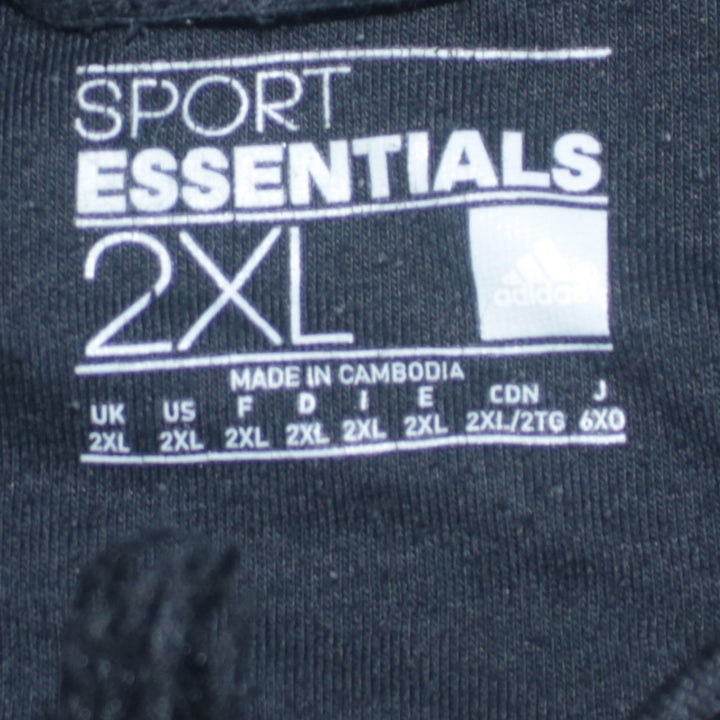 SPORT
ESSENTIALS
2XL
adidas
MADE IN CAMBODIA
UK US F D I E CDN J
2XL 2XL 2XL 2XL 2XL 2XL 2XL/2TG 6XO